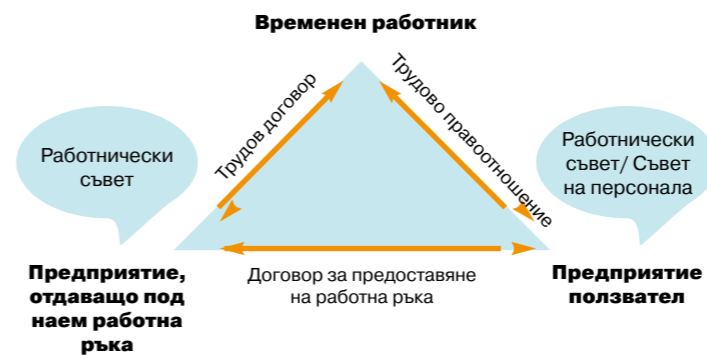 Временен работник
Трудов договор
Трудово правоотношение
Работнически
съвет
Работнически
съвет/ Съвет
на персонала
Предприятие,
отдаващо под
наем работна
ръка
Договор за предоставяне
на работна ръка
Предприятие
ползвател